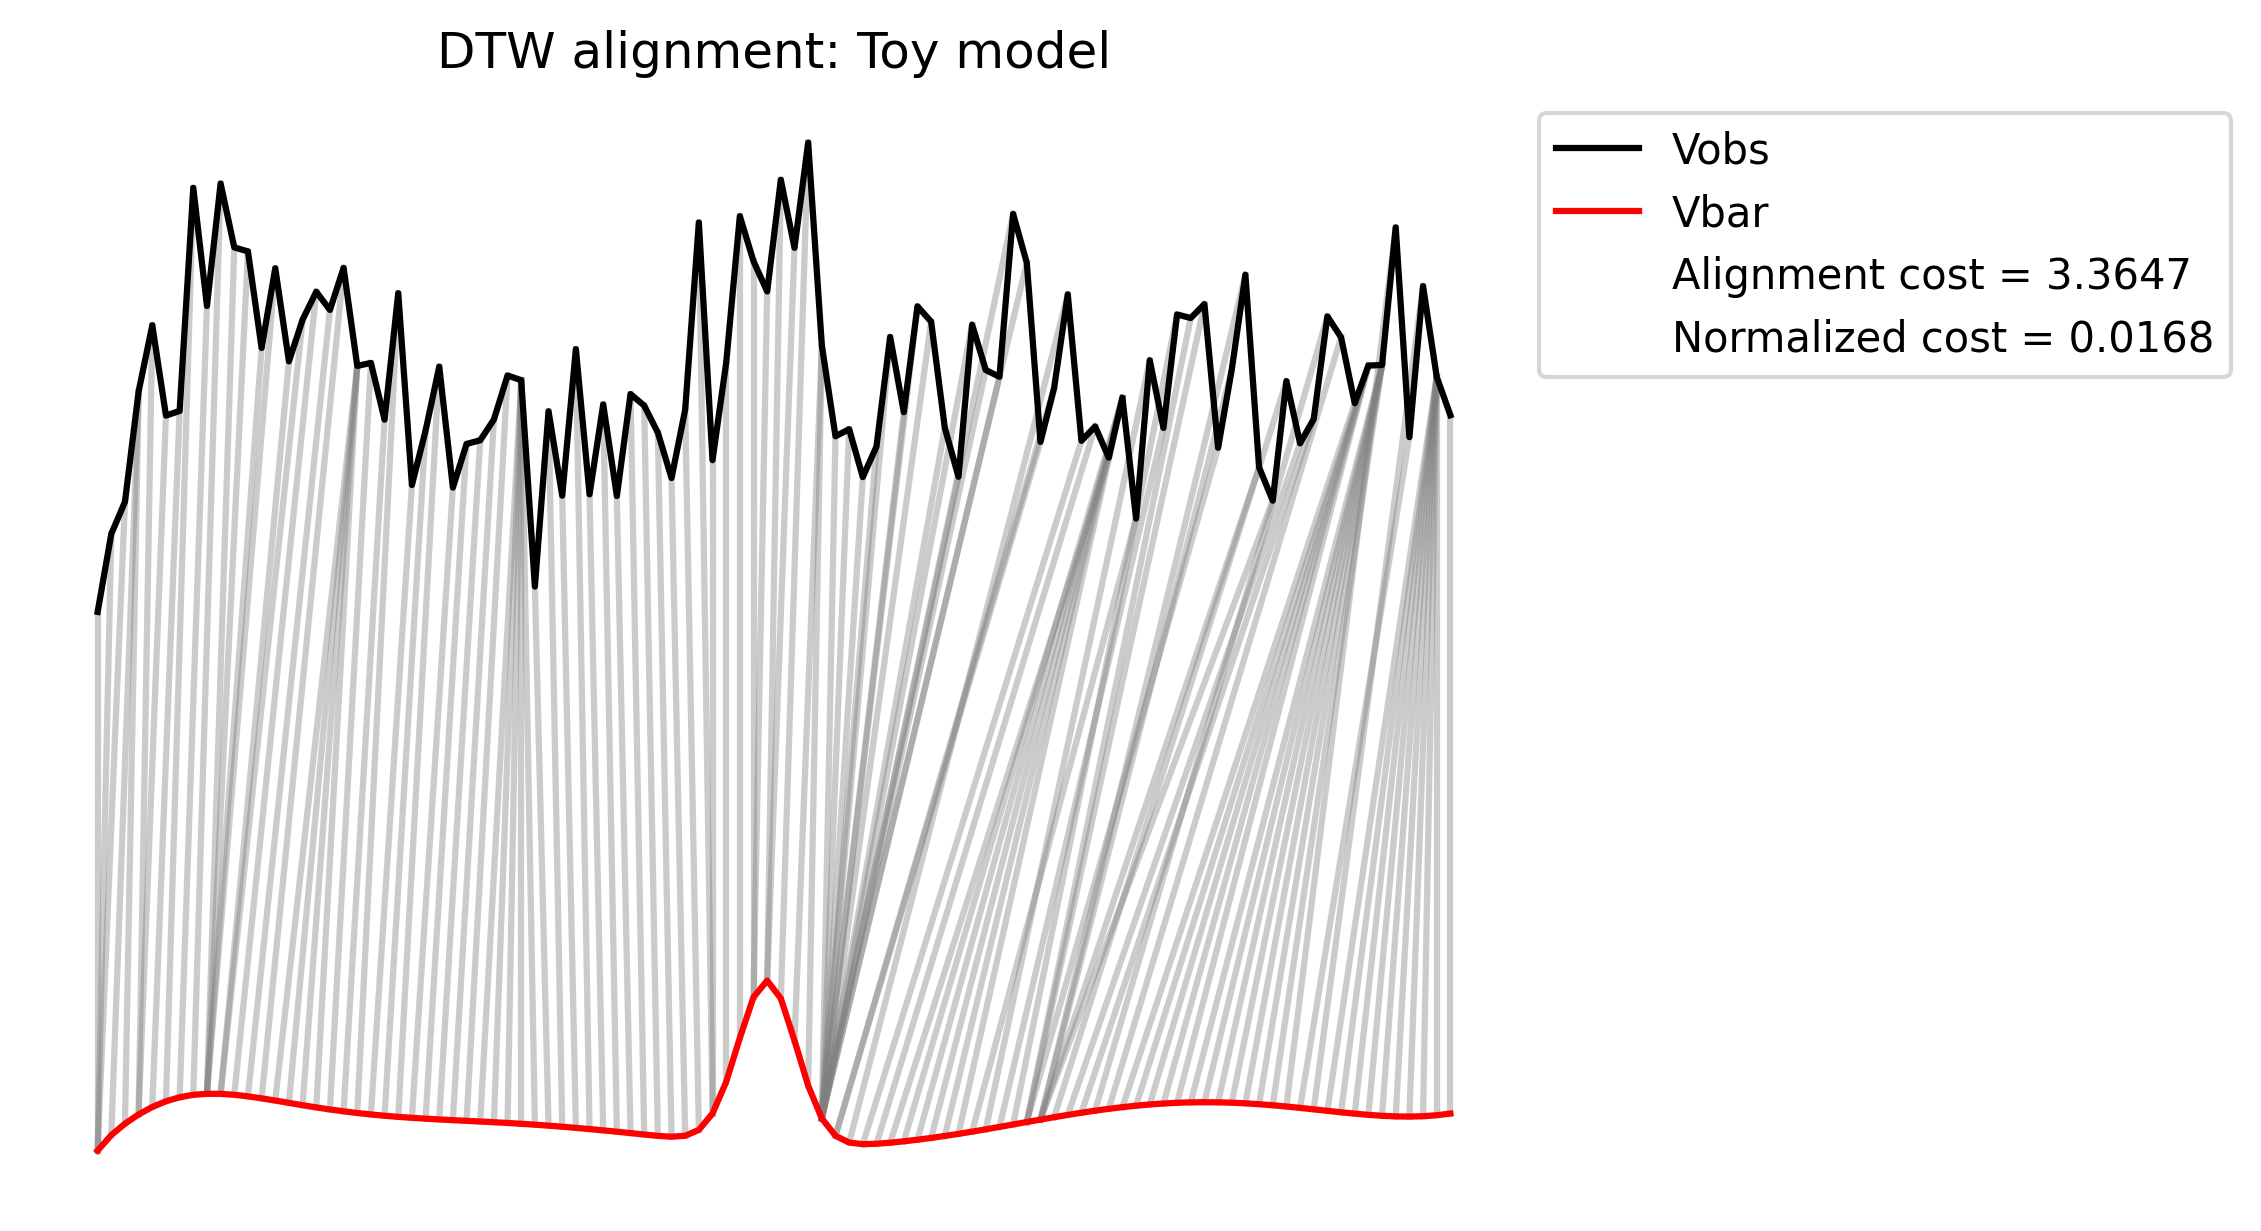 DTW alignment: Toy model
Vobs
Vbar
Alignment cost = 3.3647
Normalized cost = 0.0168